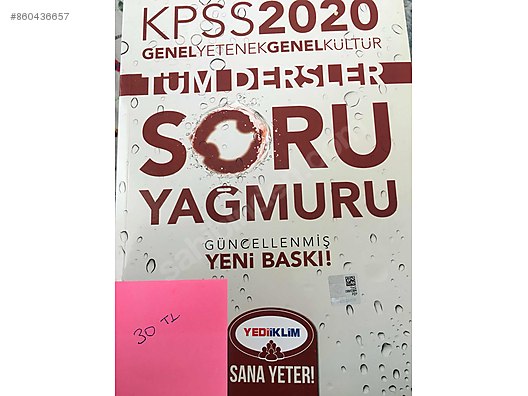 #860436657
KPSS2020
GENELYETENEKGENELKÜLTÜR
TÜM DERSLER
SORU
YAĞMURU
GÜNCELLENMİŞ
YENİ BASKI!
30 TL
YEDİİKLİM
SANA YETER!